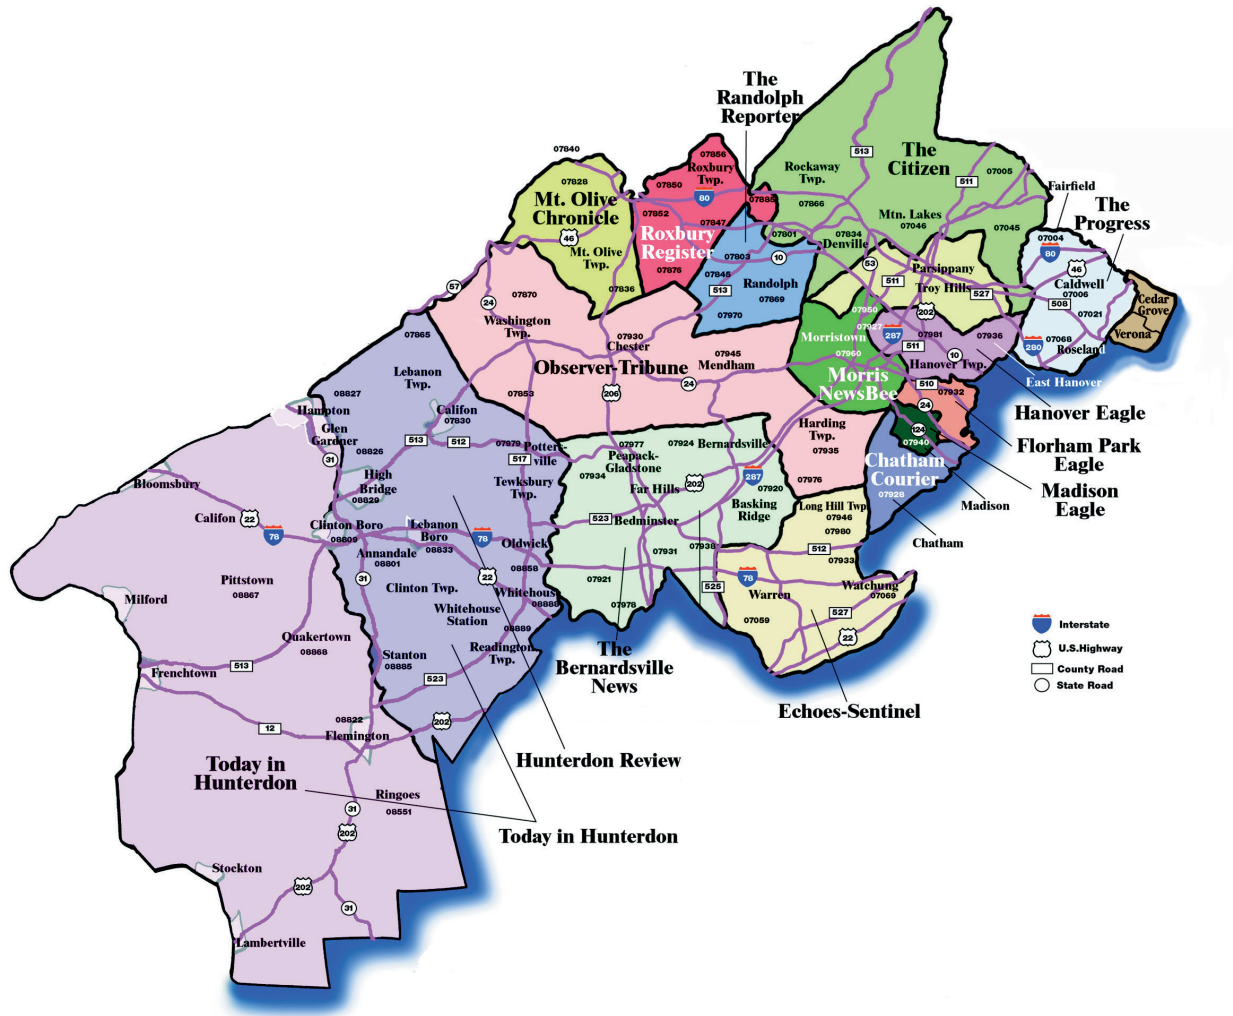 The
Randolph
Reporter
07840
07856
Roxbury
Twp.
07850
80
07885
07852
07847
Roxbury
Register
07876
07828
Mt. Olive
Chronicle
46
Mt. Olive
Twp.
07836
Rockaway
Twp.
513
The
Citizen
511
07005
07866
Mtn. Lakes
07046
07045
07801
07834
Denville
07803
10
07845
513
Randolph
07869
07970
53
Parsippany
Troy Hills
511
527
202
07950
Fairfield
The
Progress
07004
80
46
Caldwell
07006
508
07021
07068
Roseland
280
Cedar
Grove
Verona
57
24
07870
Washington
Twp.
07930
Chester
07945
Mendham
Observer-Tribune
206
24
07853
07927
Morristown
07960
Morris
NewsBee
287
07981
07936
511
10
Hanover Twp.
East Hanover
Hanover Eagle
510
07932
24
Florham Park
Eagle
124
07940
Madison
Eagle
Madison
Harding
Twp.
07935
07976
Chatham
Courier
07928
Chatham
07865
Lebanon
Twp.
08827
Hampton
Glen
Gardner
31
08826
Califon
07830
513
512
07979
Potters-
ville
517
Tewksbury
Twp.
High
Bridge
08829
Clinton Boro
08809
Lebanon
Boro
08833
78
Oldwick
08858
Annandale
08801
31
Clinton Twp.
22
Whitehouse
08888
Whitehouse
Station
08889
Readington
Twp.
Stanton
08885
523
202
07977
07924
Bernardsville
Peapack-
Gladstone
07934
Far Hills
202
287
07920
Basking
Ridge
523
Bedminster
07931
07938
07921
07978
525
The
Bernardsville
News
Long Hill Twp.
07946
07980
512
07933
78
Warren
Watchung
07069
07059
527
22
Echoes-Sentinel
Bloomsbury
Califon
22
78
Pittstown
08867
Milford
Quakertown
08868
513
Frenchtown
12
08822
Flemington
Today in
Hunterdon
Ringoes
08551
31
202
Stockton
202
31
Lambertville
Hunterdon Review
Today in Hunterdon
Interstate
U.S.Highway
County Road
State Road